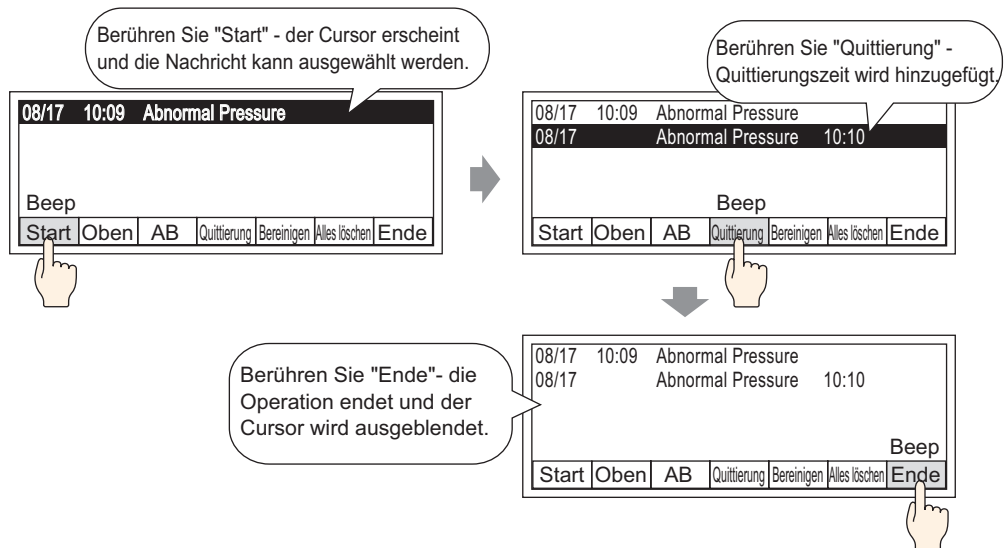 Berühren Sie "Start" - der Cursor erscheint
und die Nachricht kann ausgewählt werden.
08/17 10:09 Abnormal Pressure
Beep
Start Oben AB Quittierung Bereinigen Alles löschen Ende
Berühren Sie "Quittierung" -
Quittierungszeit wird hinzugefügt.
08/17 10:09 Abnormal Pressure
08/17 Abnormal Pressure 10:10
Beep
Start Oben AB Quittierung Bereinigen Alles löschen Ende
Berühren Sie "Ende"- die
Operation endet und der
Cursor wird ausgeblendet.
08/17 10:09 Abnormal Pressure
08/17 Abnormal Pressure 10:10
Beep
Start Oben AB Quittierung Bereinigen Alles löschen Ende